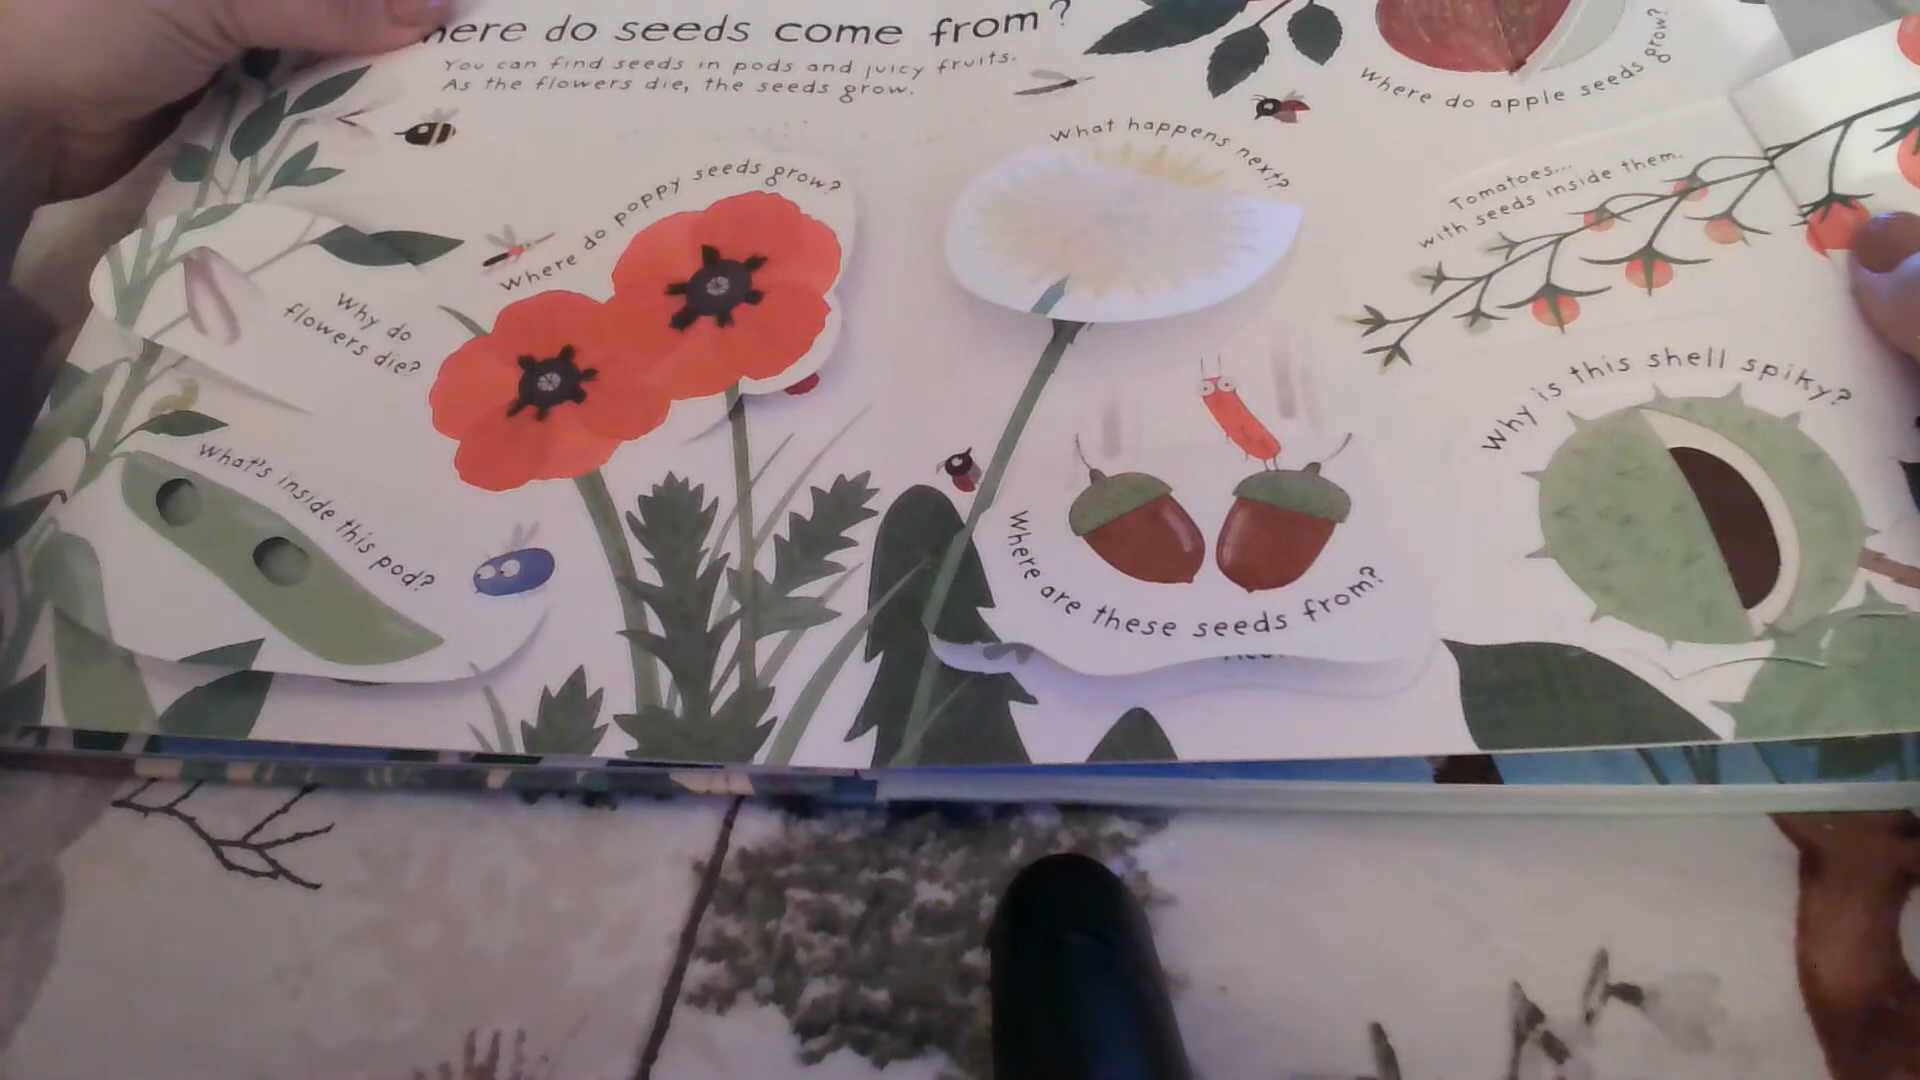 here do seeds come from?
You can find seeds in pods and juicy fruits.
As the flowers die, the seeds grow.
Where do apple seeds grow?
What happens next?
Tomatoes...
with seeds inside them.
Where do poppy seeds grow?
Why do
flowers die?
Why is this shell spiky?
What's inside this pod?
Where are these seeds from?